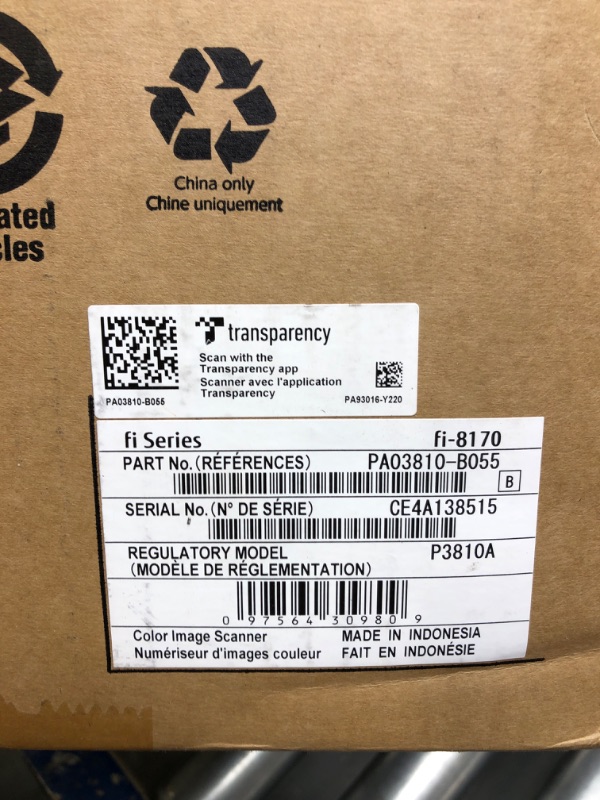 ated
cles
China only
Chine uniquement
transparency
Scan with the
Transparency app
Scanner avec l'application
Transparency
PA03810-B055
PA93016-Y220
fi Series fi-8170
PART No.(RÉFÉRENCES) PA03810-B055
B
SERIAL No.(N° DE SÉRIE) CE4A138515
REGULATORY MODEL P3810A
(MODÈLE DE RÉGLEMENTATION)
0 97564 30980 9
Color Image Scanner MADE IN INDONESIA
Numériseur d'images couleur FAIT EN INDONÉSIE